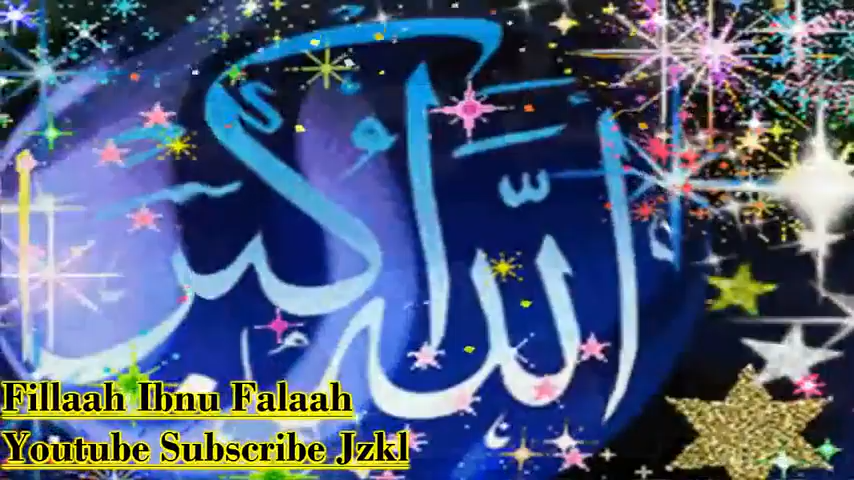 الله أكبر
Fillaah Ibnu Falaah
Youtube Subscribe Jzkl